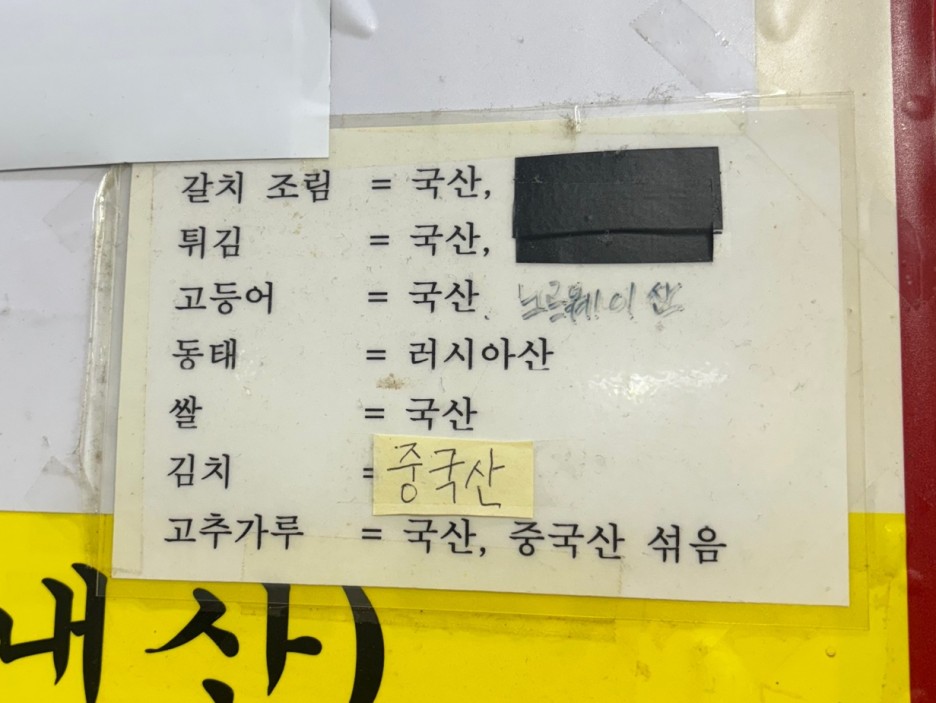 갈치 조림 = 국산,
튀김 = 국산,
고등어 = 국산, 노르웨이산
동태 = 러시아산
쌀 = 국산
김치 = 중국산
고추가루 = 국산, 중국산 섞음
내산)